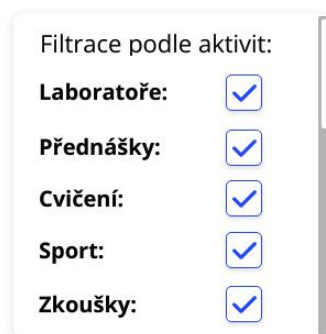 Filtrace podle aktivit:
Laboratoře:
Přednášky:
Cvičení:
Sport:
Zkoušky: